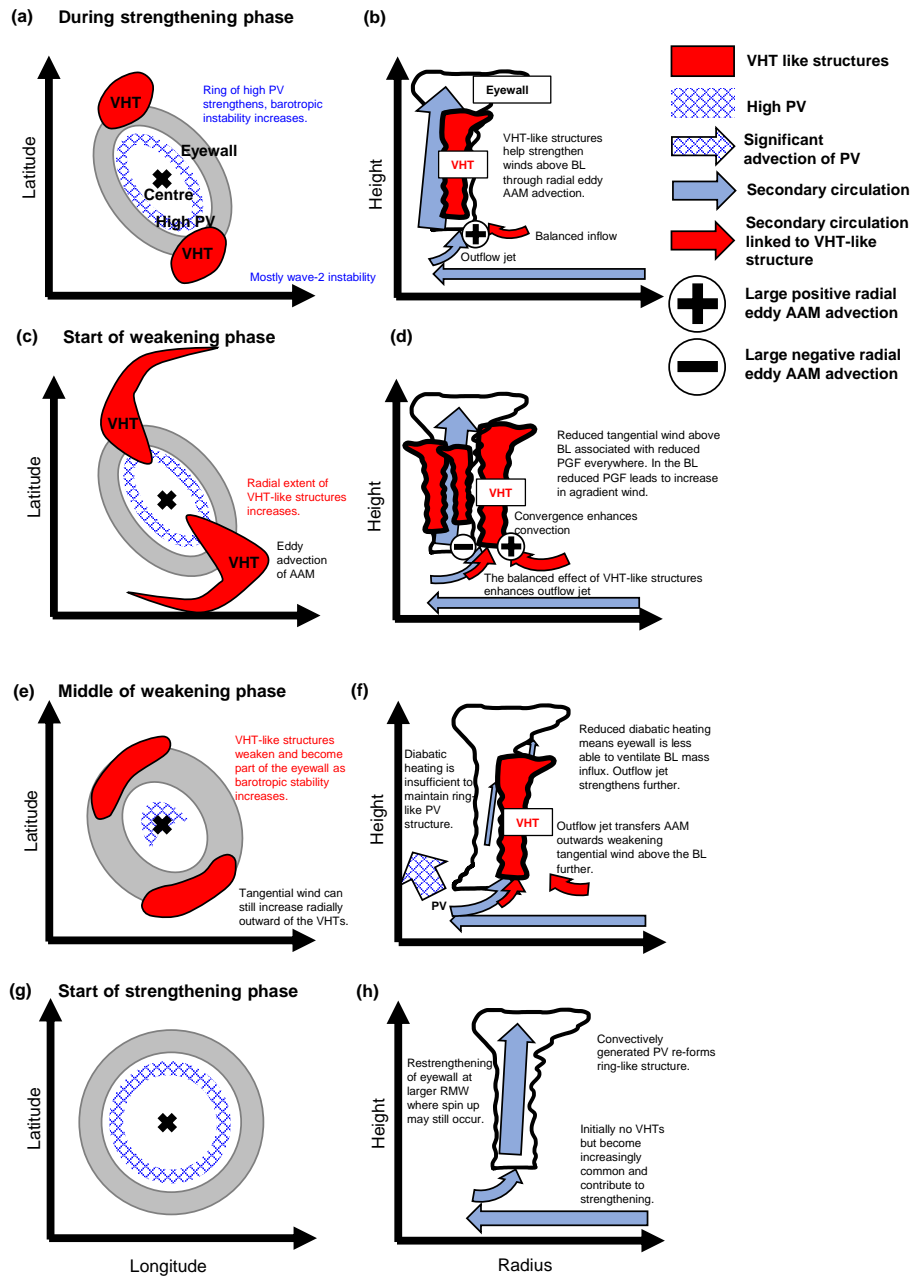 (a) During strengthening phase
Latitude
VHT
Ring of high PV
strengthens, barotropic
instability increases.
Eyewall
Centre
High PV
VHT
Mostly wave-2 instability
(b)
Height
Eyewall
VHT
VHT-like structures
help strengthen
winds above BL
through radial eddy
AAM advection.
Balanced inflow
Outflow jet
VHT like structures
High PV
Significant
advection of PV
Secondary circulation
Secondary circulation
linked to VHT-like
structure
Large positive radial
eddy AAM advection
Large negative radial
eddy AAM advection
(c) Start of weakening phase
Latitude
VHT
Radial extent of
VHT-like structures
increases.
VHT
Eddy
advection
of AAM
(d)
Height
Reduced tangential wind above
BL associated with reduced
PGF everywhere. In the BL
reduced PGF leads to increase
in agradient wind.
VHT
Convergence enhances
convection
The balanced effect of VHT-like structures
enhances outflow jet
(e) Middle of weakening phase
Latitude
VHT-like structures
weaken and become
part of the eyewall as
barotropic stability
increases.
Tangential wind can
still increase radially
outward of the VHTs.
(f)
Height
Diabatic
heating is
insufficient to
maintain ring-
like PV
structure.
Reduced diabatic heating
means eyewall is less
able to ventilate BL mass
influx. Outflow jet
strengthens further.
VHT
Outflow jet transfers AAM
outwards weakening
tangential wind above the BL
further.
PV
(g) Start of strengthening phase
Latitude
Longitude
(h)
Height
Restrengthening
of eyewall at
larger RMW
where spin up
may still occur.
Convectively
generated PV re-forms
ring-like structure.
Initially no VHTs
but become
increasingly
common and
contribute to
strengthening.
Radius